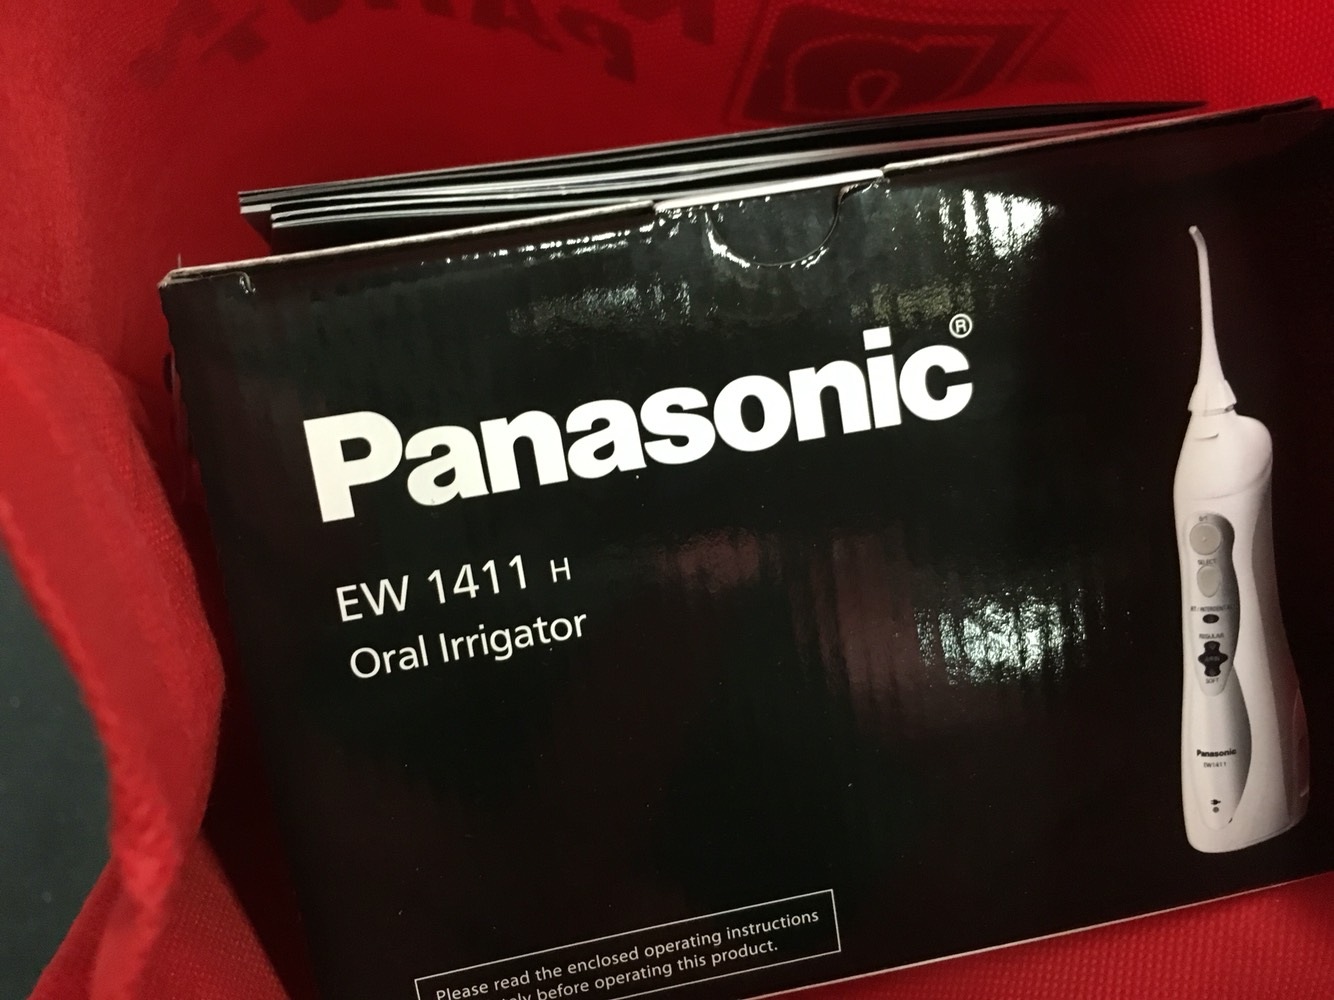 Panasonic®
EW 1411 H
Oral Irrigator
SELECT
REGULAR
SOFT
Panasonic
EW1411
Please read the enclosed operating instructions
before operating this product.